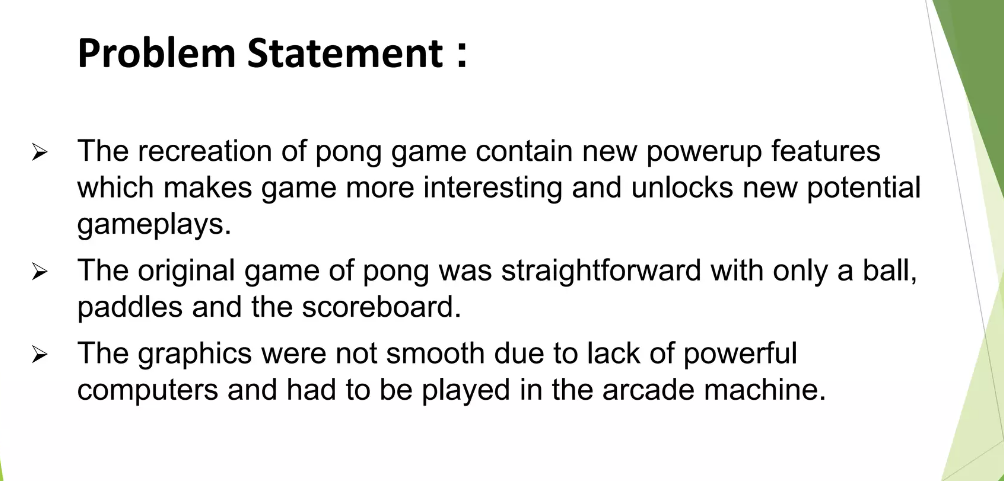 Problem Statement :
➢ The recreation of pong game contain new powerup features
which makes game more interesting and unlocks new potential
gameplays.
➢ The original game of pong was straightforward with only a ball,
paddles and the scoreboard.
➢ The graphics were not smooth due to lack of powerful
computers and had to be played in the arcade machine.